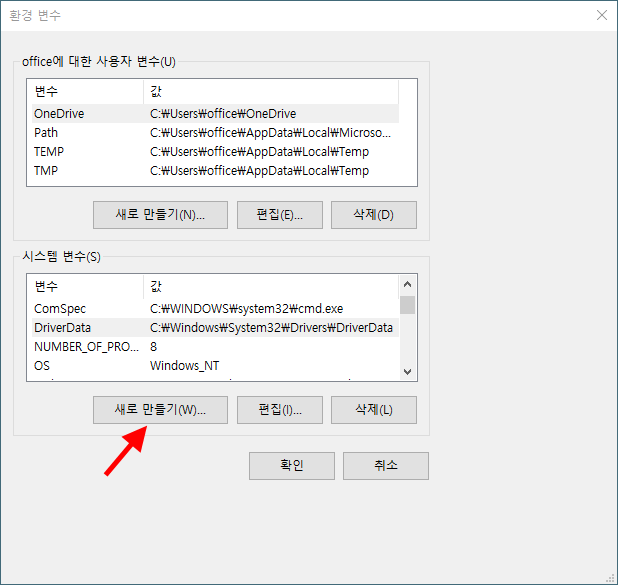 환경 변수
office에 대한 사용자 변수(U)
변수 값
OneDrive C:₩Users₩office₩OneDrive
Path C:₩Users₩office₩AppData₩Local₩Microso...
TEMP C:₩Users₩office₩AppData₩Local₩Temp
TMP C:₩Users₩office₩AppData₩Local₩Temp
새로 만들기(N)... 편집(E)... 삭제(D)
시스템 변수(S)
변수 값
ComSpec C:₩WINDOWS₩system32₩cmd.exe
DriverData C:₩Windows₩System32₩Drivers₩DriverData
NUMBER_OF_PRO... 8
OS Windows_NT
새로 만들기(W)... 편집(I)... 삭제(L)
확인 취소